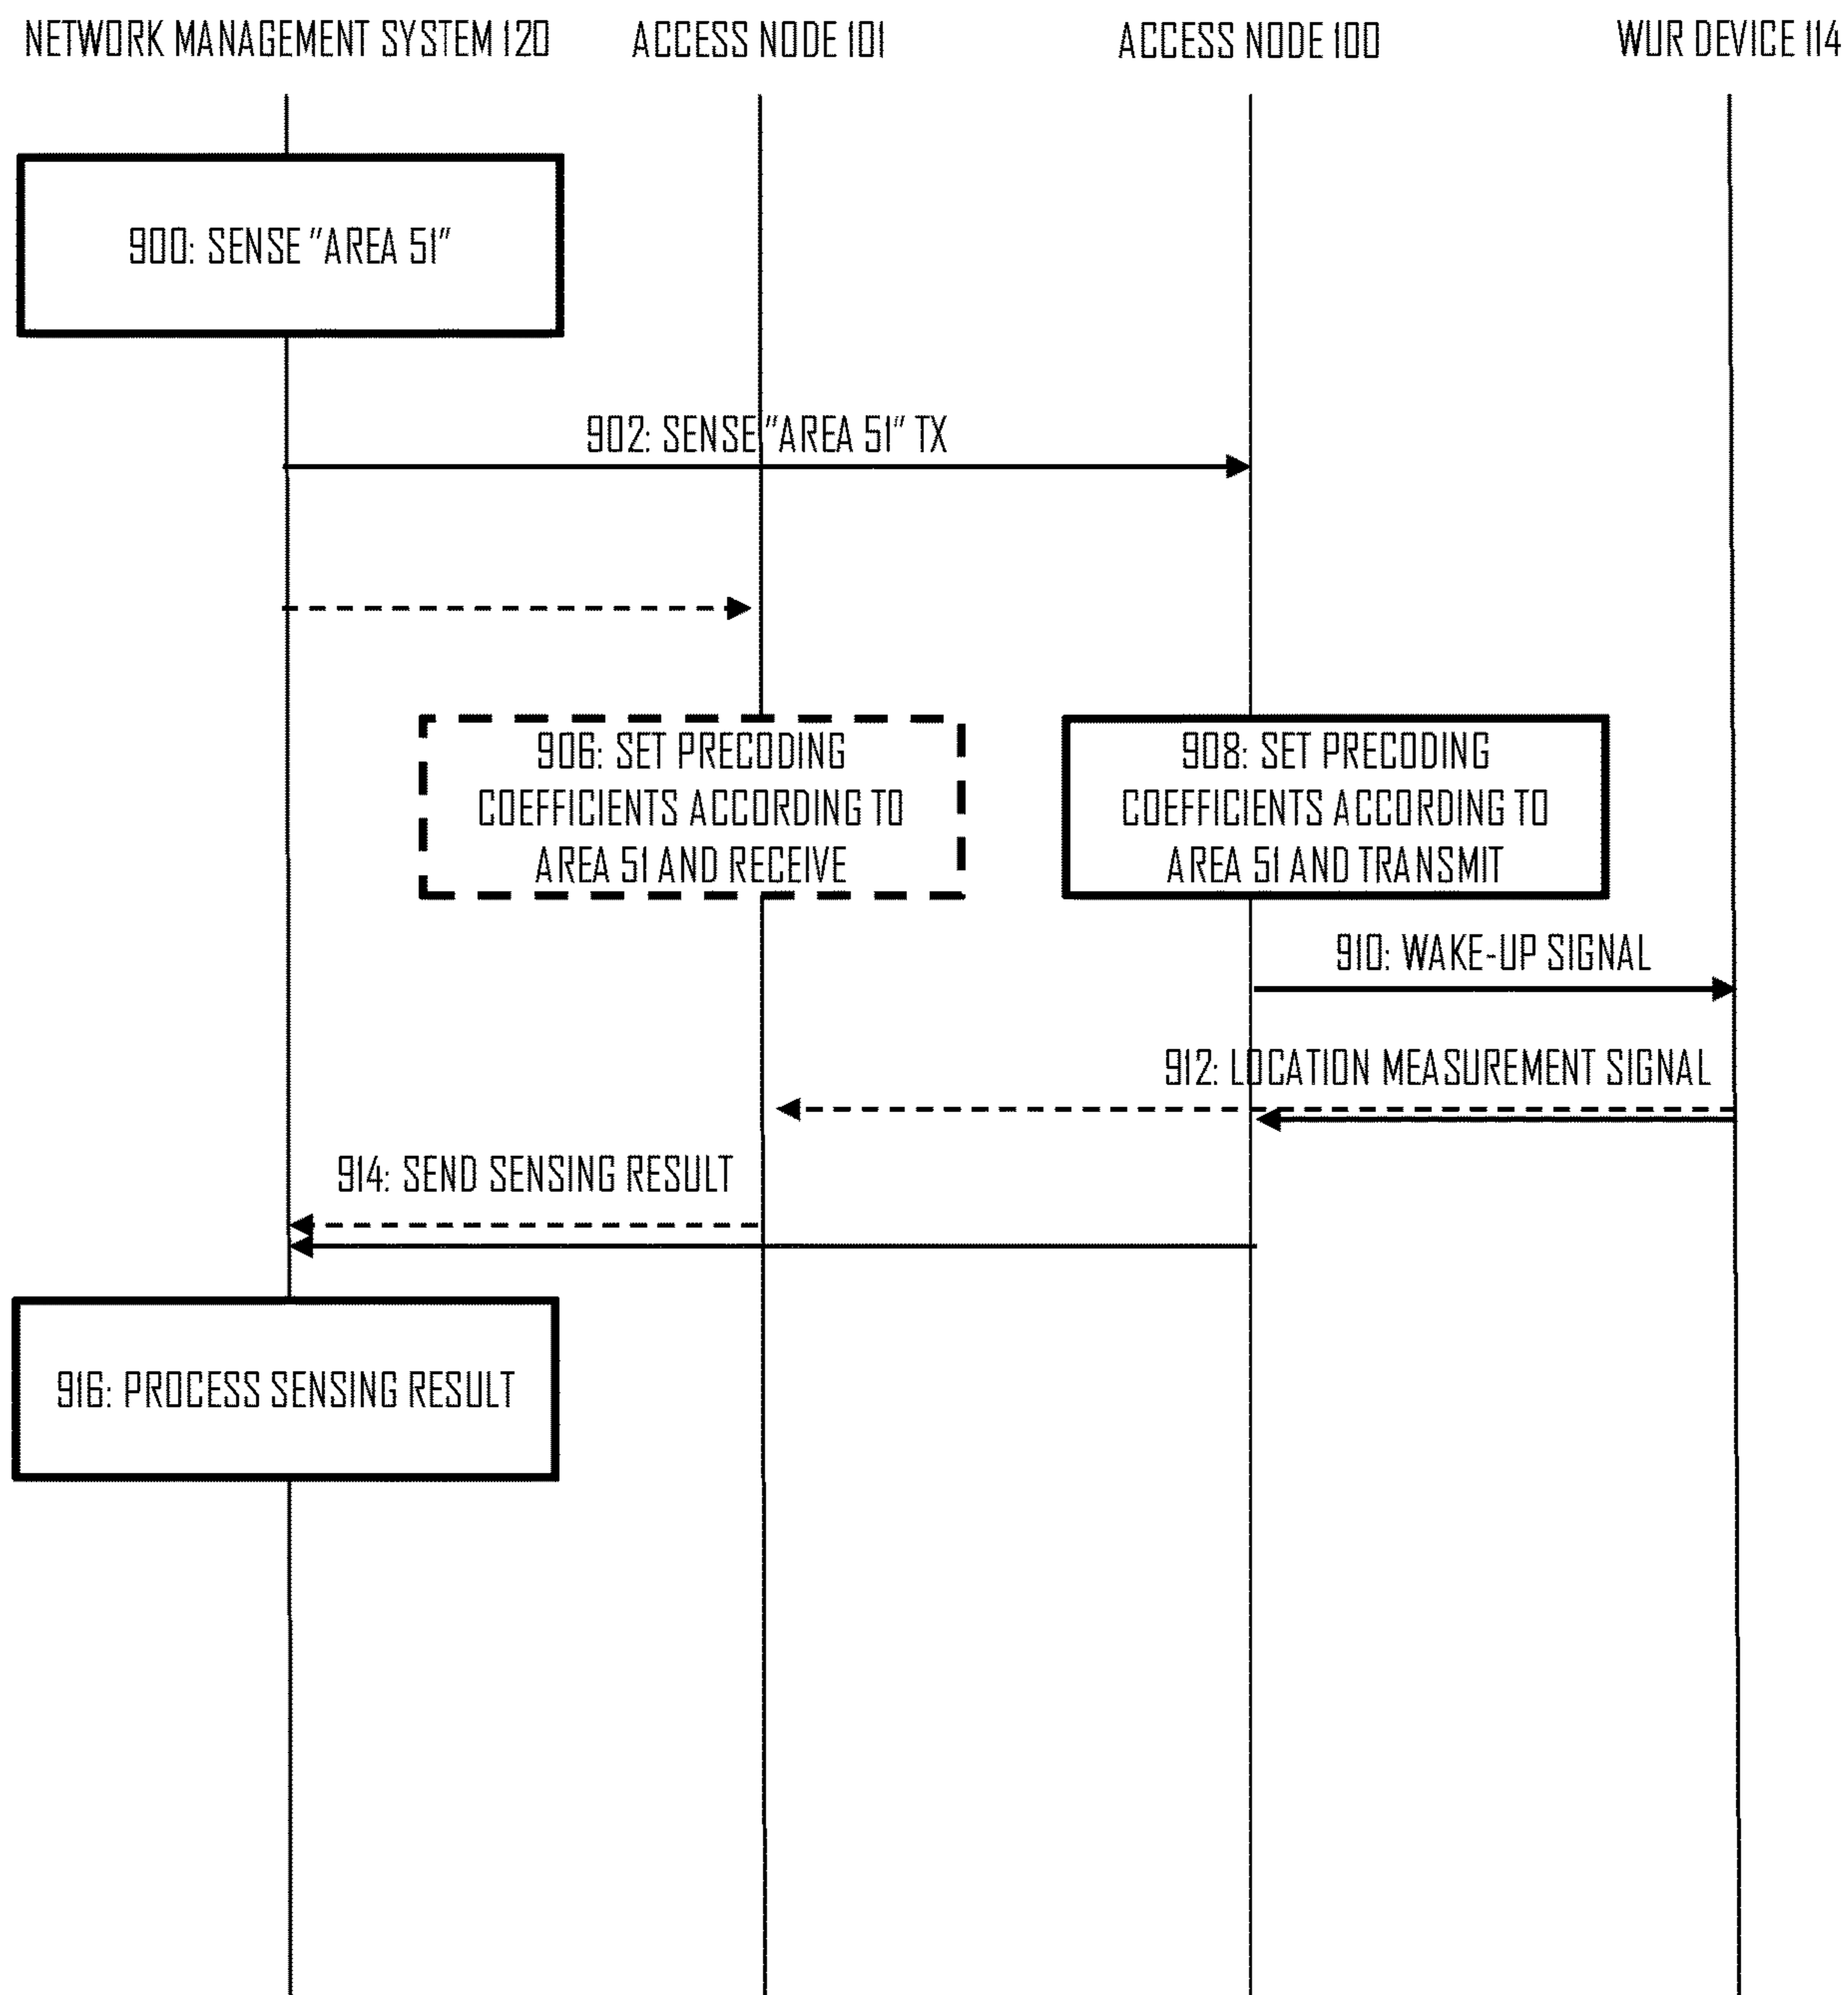 NETWORK MANAGEMENT SYSTEM 120
ACCESS NODE 101
ACCESS NODE 100
WUR DEVICE 114
900: SENSE "AREA 51"
902: SENSE "AREA 51" TX
906: SET PRECODING
COEFFICIENTS ACCORDING TO
AREA 51 AND RECEIVE
908: SET PRECODING
COEFFICIENTS ACCORDING TO
AREA 51 AND TRANSMIT
910: WAKE-UP SIGNAL
912: LOCATION MEASUREMENT SIGNAL
914: SEND SENSING RESULT
916: PROCESS SENSING RESULT